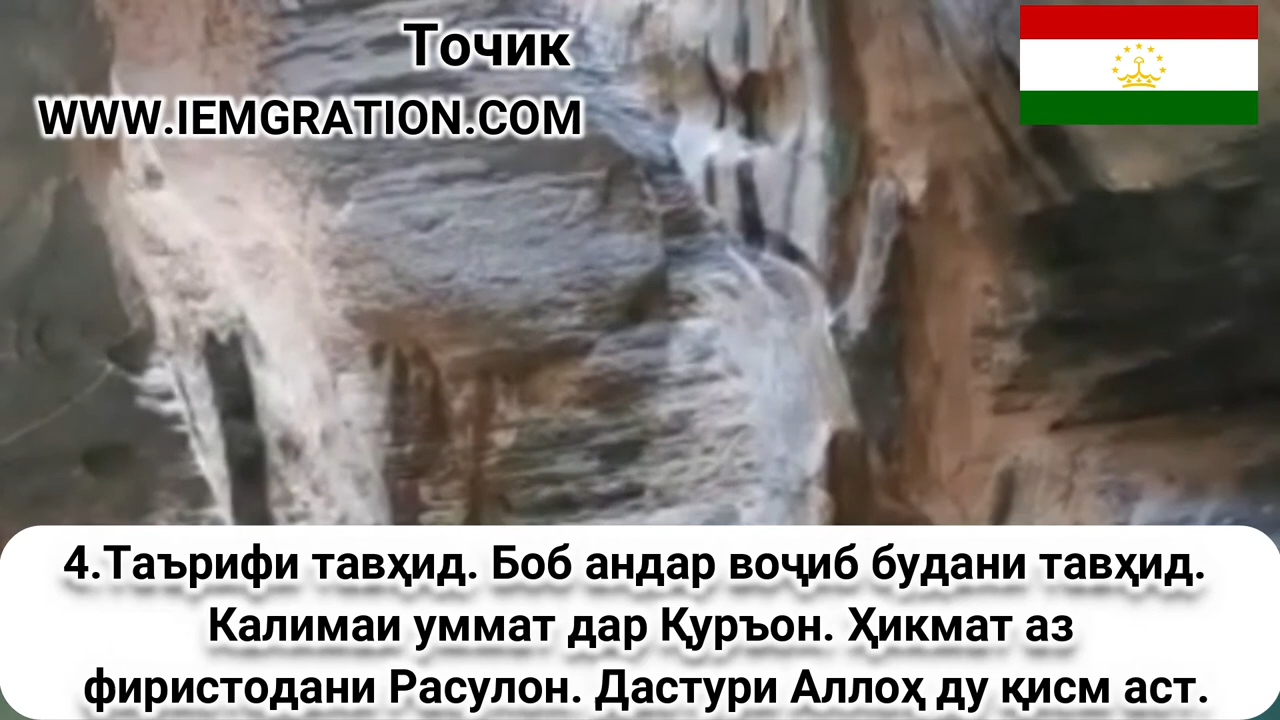 Точик
WWW.IEMGRATION.COM
4.Таърифи тавҳид. Боб андар воҷиб будани тавҳид.
Калимаи уммат дар Қуръон. Ҳикмат аз
фиристодани Расулон. Дастури Аллоҳ ду қисм аст.